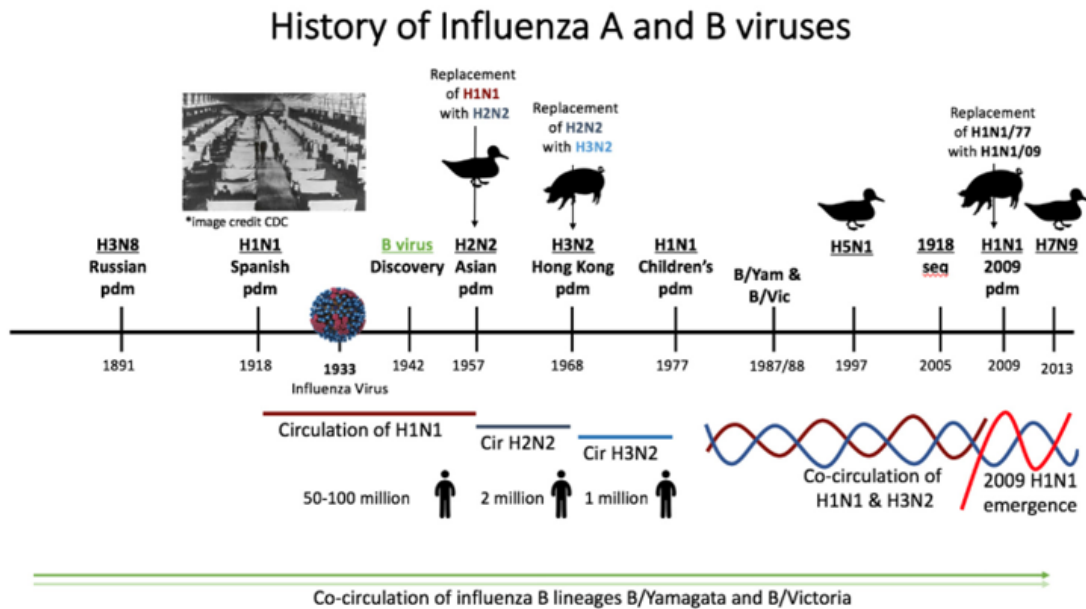 History of Influenza A and B viruses
Replacement
of H1N1
with H2N2
Replacement
of H2N2
with H3N2
Replacement
of H1N1/77
with H1N1/09
*image credit CDC
H3N8
Russian
pdm
H1N1
Spanish
pdm
B virus
Discovery
H2N2
Asian
pdm
H3N2
Hong Kong
pdm
H1N1
Children's
pdm
B/Yam &
B/Vic
H5N1
1918
seq
H1N1
2009
pdm
H7N9
1891
1918
1933
Influenza Virus
1942
1957
1968
1977
1987/88
1997
2005
2009
2013
Circulation of H1N1
Cir H2N2
Cir H3N2
50-100 million
2 million
1 million
Co-circulation of
H1N1 & H3N2
2009 H1N1
emergence
Co-circulation of influenza B lineages B/Yamagata and B/Victoria